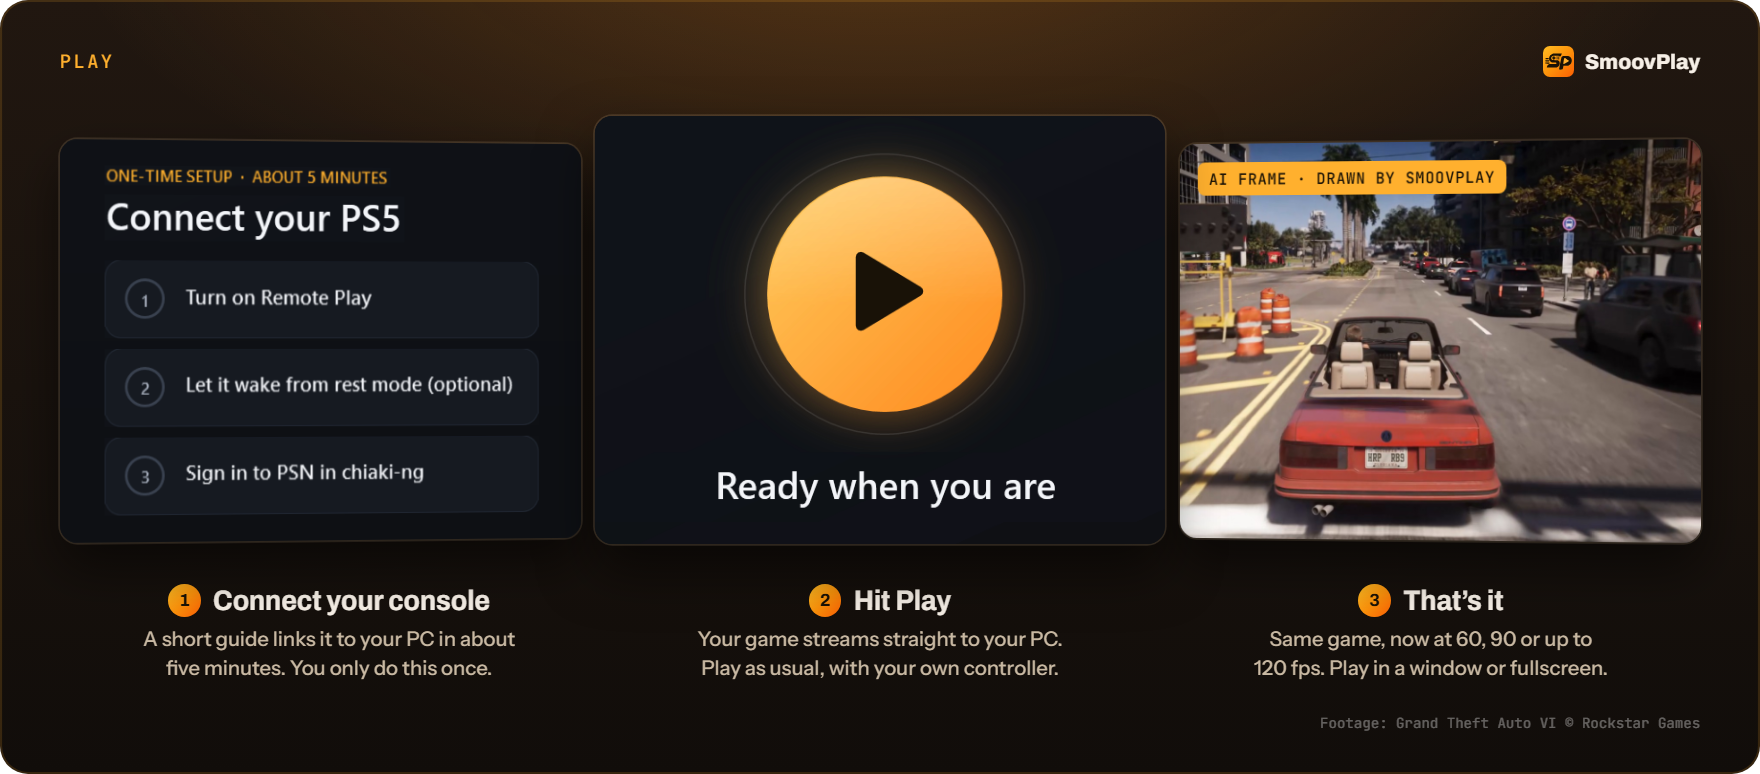 PLAY
SP SmoovPlay
ONE-TIME SETUP · ABOUT 5 MINUTES
Connect your PS5
1 Turn on Remote Play
2 Let it wake from rest mode (optional)
3 Sign in to PSN in chiaki-ng
Ready when you are
AI FRAME · DRAWN BY SMOOVPLAY
HRP RB9
1 Connect your console
A short guide links it to your PC in about
five minutes. You only do this once.
2 Hit Play
Your game streams straight to your PC.
Play as usual, with your own controller.
3 That’s it
Same game, now at 60, 90 or up to
120 fps. Play in a window or fullscreen.
Footage: Grand Theft Auto VI © Rockstar Games